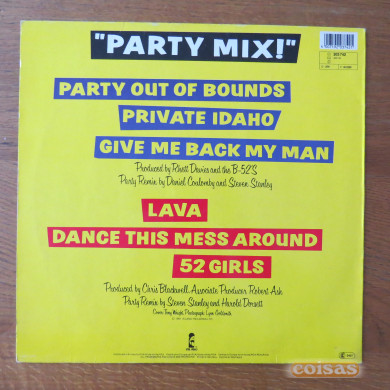 "PARTY MIX!"
PARTY OUT OF BOUNDS
PRIVATE IDAHO
GIVE ME BACK MY MAN
Produced by Rhett Davies and the B-52'S
Party Remix by Daniel Coulomby and Steven Stanley
LAVA
DANCE THIS MESS AROUND
52 GIRLS
Produced by Chris Blackwell, Associate Producer Robert Ash
Party Remix by Steven Stanley and Harold Dorsett
Cover: Tony Wright, Photograph: Lynn Goldsmith
coisas